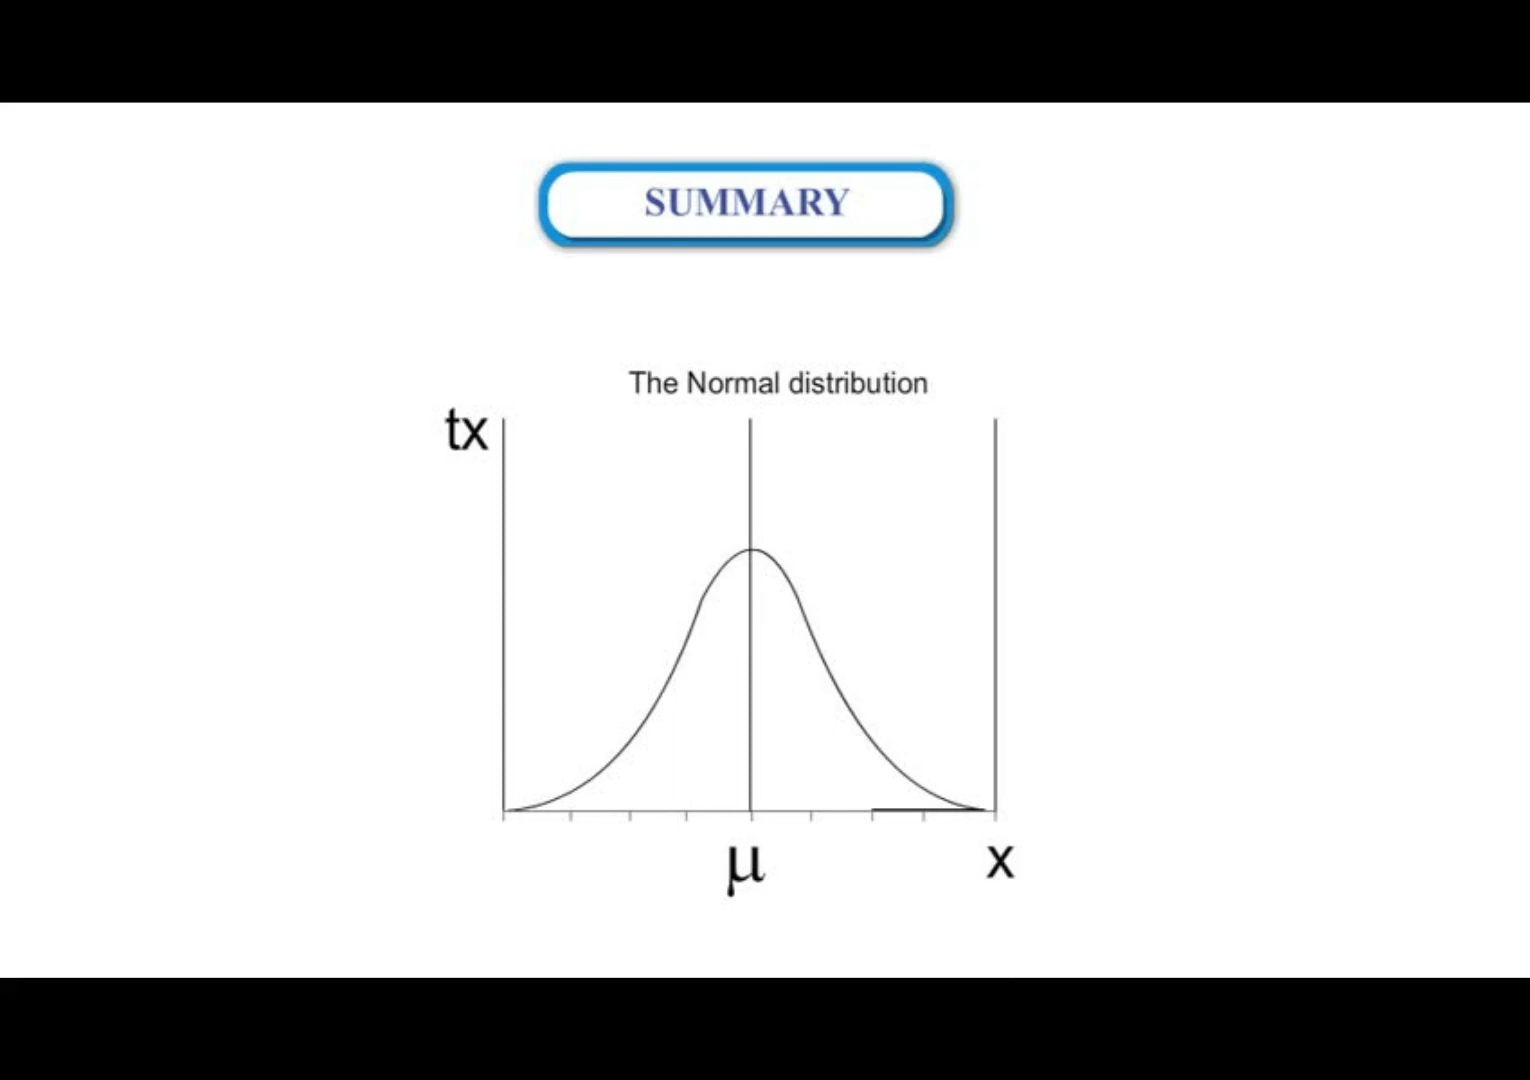 SUMMARY
The Normal distribution
tx
μ
x